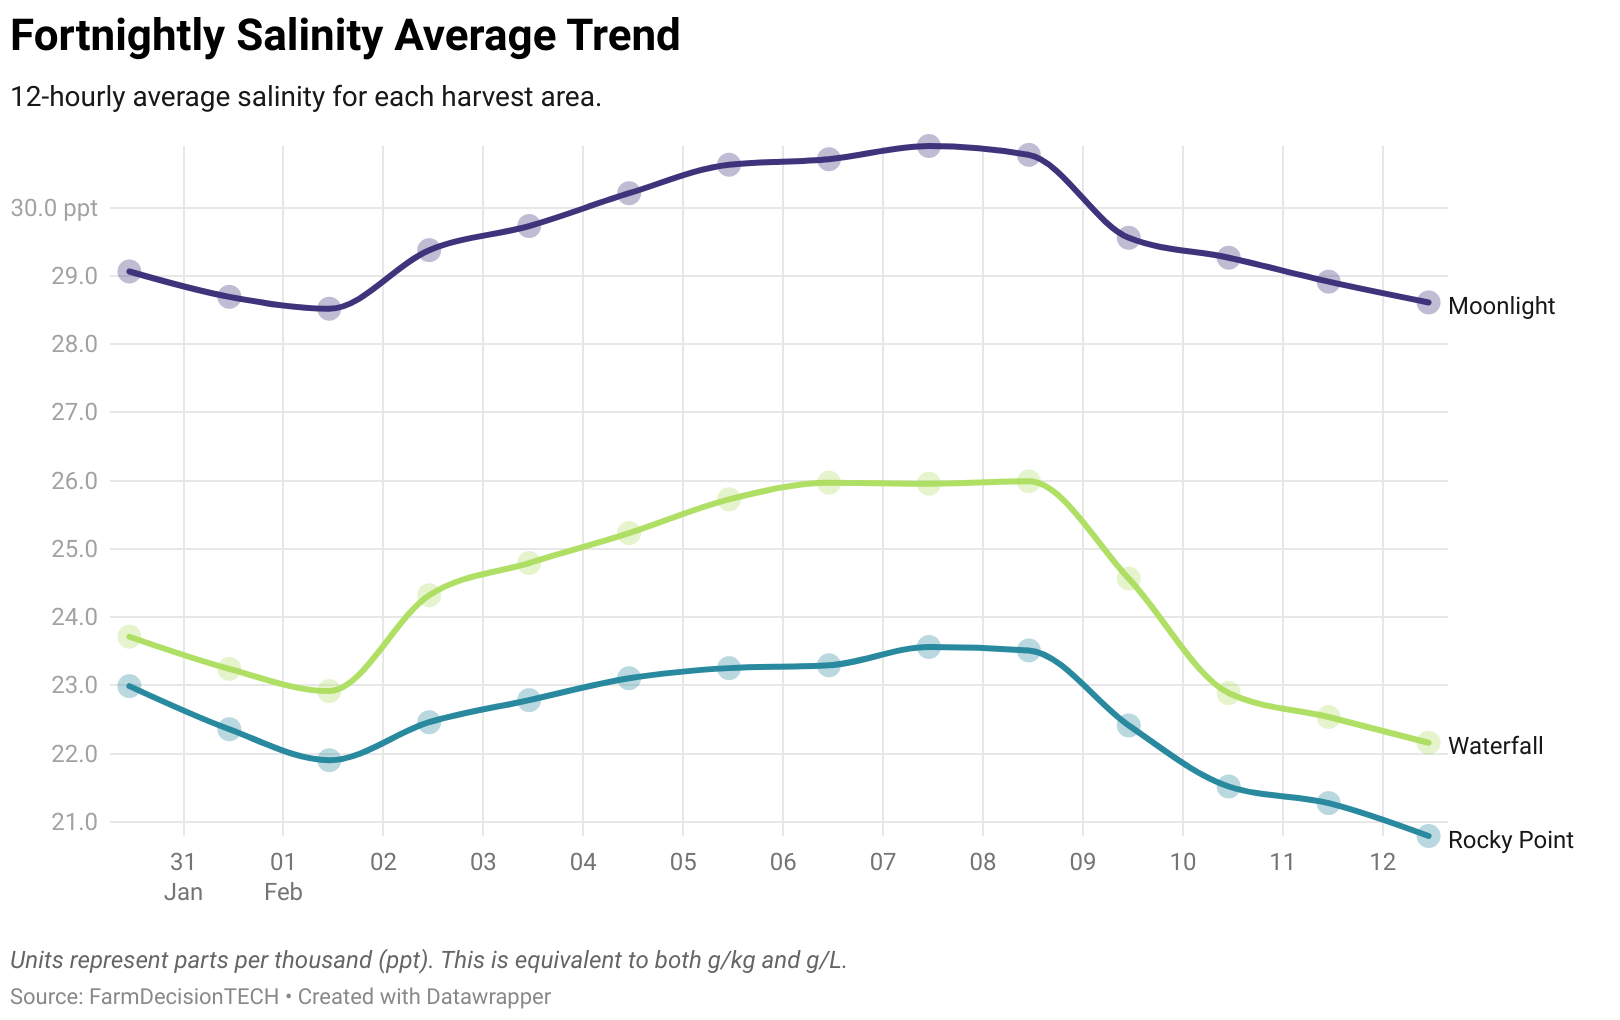 Fortnightly Salinity Average Trend
12-hourly average salinity for each harvest area.
30.0 ppt
29.0
28.0
27.0
26.0
25.0
24.0
23.0
22.0
21.0
Moonlight
Waterfall
Rocky Point
31 01 02 03 04 05 06 07 08 09 10 11 12
Jan Feb
Units represent parts per thousand (ppt). This is equivalent to both g/kg and g/L.
Source: FarmDecisionTECH • Created with Datawrapper